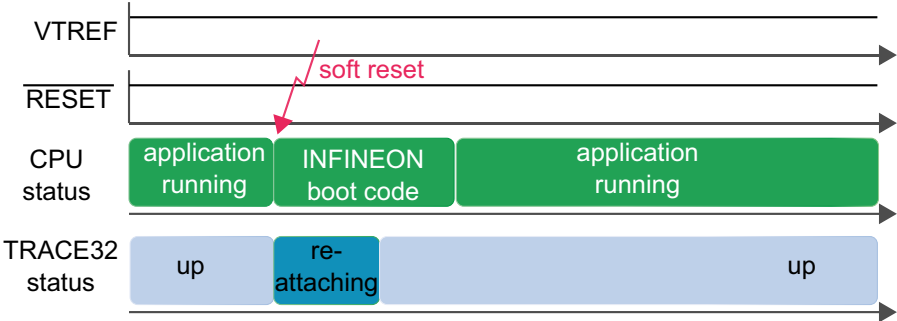 VTREF
soft reset
RESET
CPU
status
application
running
INFINEON
boot code
application
running
TRACE32
status
up
re-
attaching
up